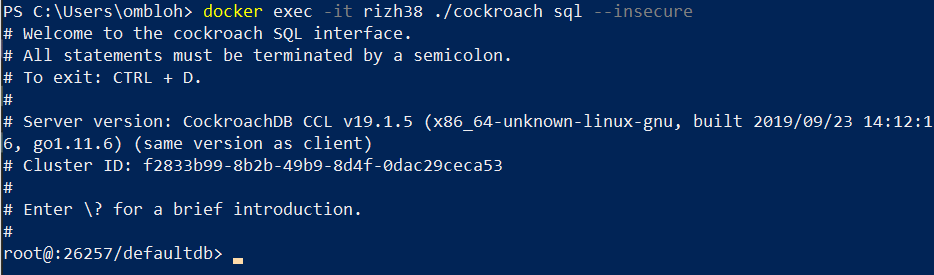 PS C:\Users\ombloh> docker exec -it rizh38 ./cockroach sql --insecure
# Welcome to the cockroach SQL interface.
# All statements must be terminated by a semicolon.
# To exit: CTRL + D.
#
# Server version: CockroachDB CCL v19.1.5 (x86_64-unknown-linux-gnu, built 2019/09/23 14:12:1
6, go1.11.6) (same version as client)
# Cluster ID: f2833b99-8b2b-49b9-8d4f-0dac29ceca53
#
# Enter \? for a brief introduction.
#
root@:26257/defaultdb>